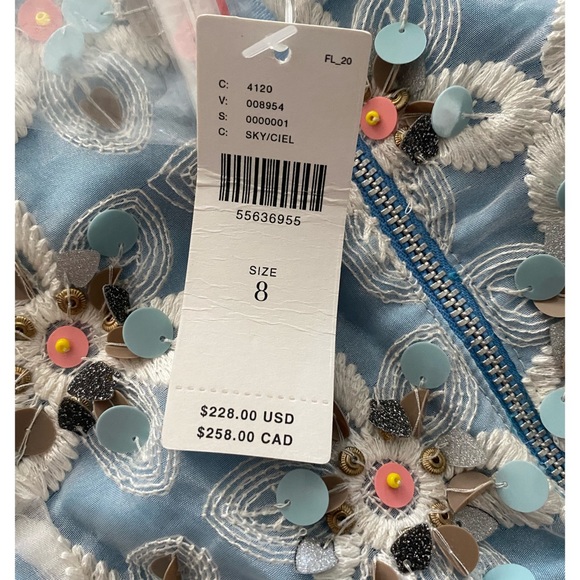 FL_20
C: 4120
V: 008954
S: 0000001
C: SKY/CIEL
55636955
SIZE
8
$228.00 USD
$258.00 CAD